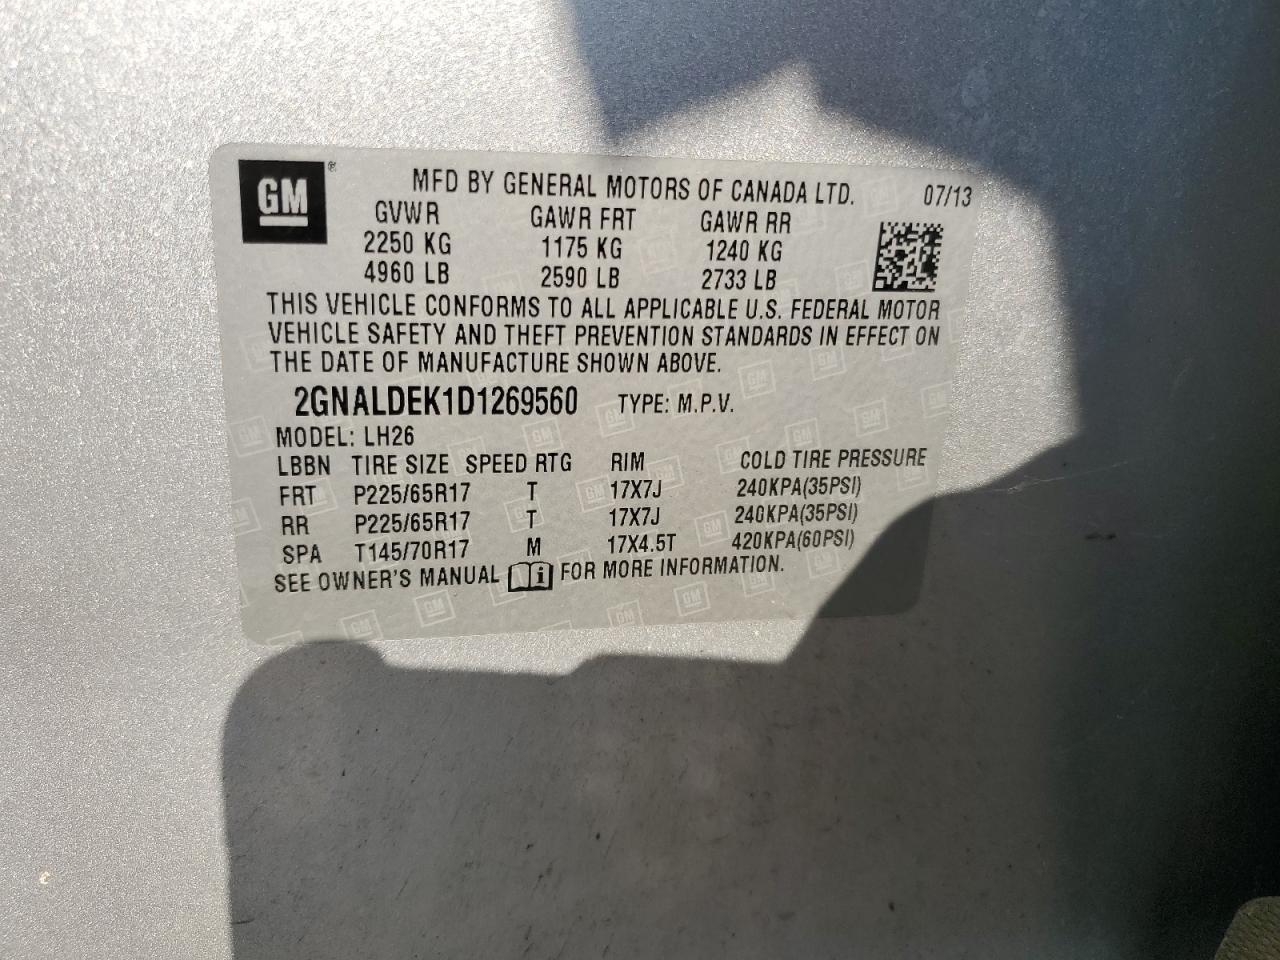 GM ®
MFD BY GENERAL MOTORS OF CANADA LTD. 07/13
GVWR GAWR FRT GAWR RR
2250 KG 1175 KG 1240 KG
4960 LB 2590 LB 2733 LB
THIS VEHICLE CONFORMS TO ALL APPLICABLE U.S. FEDERAL MOTOR
VEHICLE SAFETY AND THEFT PREVENTION STANDARDS IN EFFECT ON
THE DATE OF MANUFACTURE SHOWN ABOVE.
2GNALDEK1D1269560 TYPE: M.P.V.
MODEL: LH26
LBBN TIRE SIZE SPEED RTG RIM COLD TIRE PRESSURE
FRT P225/65R17 T 17X7J 240KPA(35PSI)
RR P225/65R17 T 17X7J 240KPA(35PSI)
SPA T145/70R17 M 17X4.5T 420KPA(60PSI)
SEE OWNER'S MANUAL i FOR MORE INFORMATION.